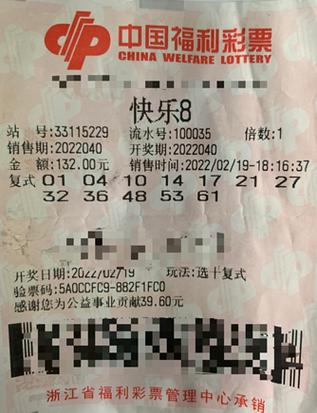 中国福利彩票
CHINA WELFARE LOTTERY
快乐8
站 号:33115229 流水号:100035 倍数:1
销售期:2022040 开奖期:2022040
金 额:132.00元 销售时间:2022/02/19-18:16:37
复式 01 04 10 14 17 21 27
32 36 48 53 61
开奖日期:2022/02/19 玩法:选十复式
验票码:5A0CCFC9-882F1FC0
感谢您为公益事业贡献39.60元
浙江省福利彩票管理中心承销